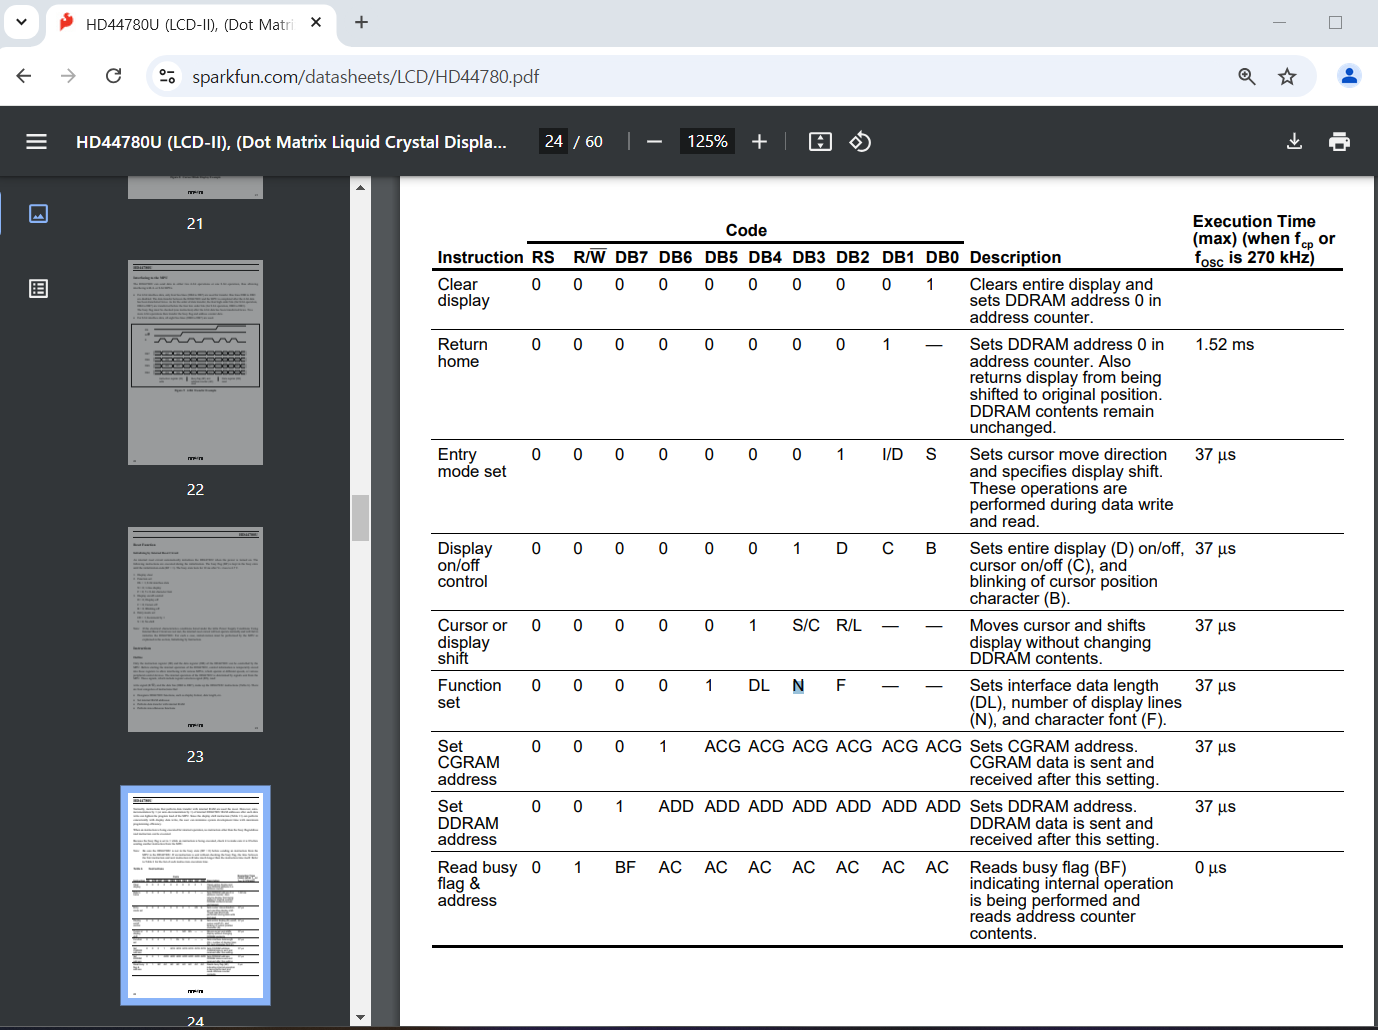 HD44780U (LCD-II), (Dot Matri
sparkfun.com/datasheets/LCD/HD44780.pdf
HD44780U (LCD-II), (Dot Matrix Liquid Crystal Displa... 24 / 60 125%
21
22
23
24
Code
Execution Time
(max) (when fcp or
fOSC is 270 kHz)
Instruction RS R/W DB7 DB6 DB5 DB4 DB3 DB2 DB1 DB0 Description
Clear 0 0 0 0 0 0 0 0 0 1 Clears entire display and
display sets DDRAM address 0 in
address counter.
Return 0 0 0 0 0 0 0 0 1 — Sets DDRAM address 0 in 1.52 ms
home address counter. Also
returns display from being
shifted to original position.
DDRAM contents remain
unchanged.
Entry 0 0 0 0 0 0 0 1 I/D S Sets cursor move direction 37 µs
mode set and specifies display shift.
These operations are
performed during data write
and read.
Display 0 0 0 0 0 0 1 D C B Sets entire display (D) on/off, 37 µs
on/off cursor on/off (C), and
control blinking of cursor position
character (B).
Cursor or 0 0 0 0 0 1 S/C R/L — — Moves cursor and shifts 37 µs
display display without changing
shift DDRAM contents.
Function 0 0 0 0 1 DL N F — — Sets interface data length 37 µs
set (DL), number of display lines
(N), and character font (F).
Set 0 0 0 1 ACG ACG ACG ACG ACG ACG Sets CGRAM address. 37 µs
CGRAM CGRAM data is sent and
address received after this setting.
Set 0 0 1 ADD ADD ADD ADD ADD ADD ADD Sets DDRAM address. 37 µs
DDRAM DDRAM data is sent and
address received after this setting.
Read busy 0 1 BF AC AC AC AC AC AC AC Reads busy flag (BF) 0 µs
flag & indicating internal operation
address is being performed and
reads address counter
contents.